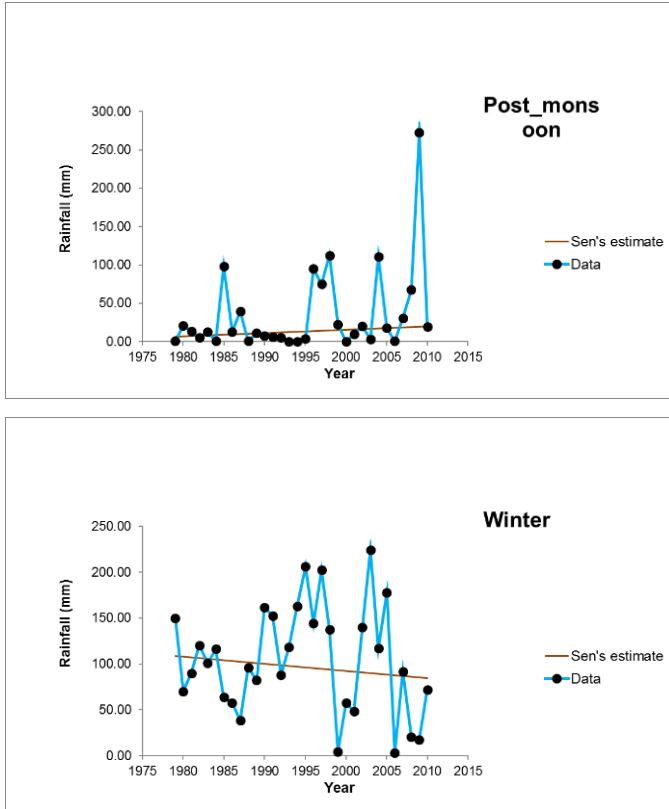 Post_mons
oon
300.00
250.00
200.00
150.00
100.00
50.00
0.00
Rainfall (mm)
1975 1980 1985 1990 1995 2000 2005 2010 2015
Year
Sen's estimate
Data
Winter
250.00
200.00
150.00
100.00
50.00
0.00
Rainfall (mm)
1975 1980 1985 1990 1995 2000 2005 2010 2015
Year
Sen's estimate
Data